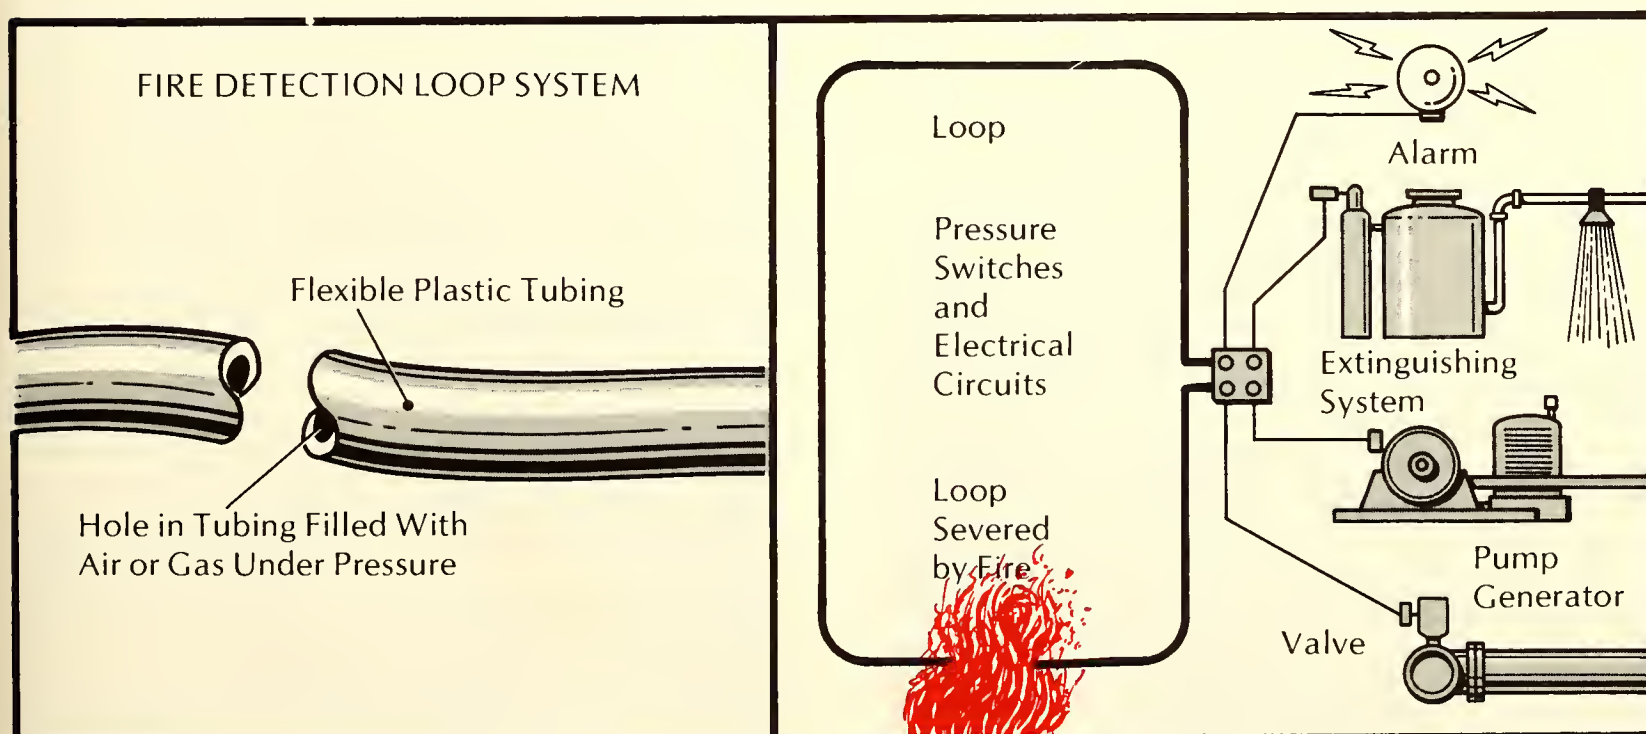 FIRE DETECTION LOOP SYSTEM
Flexible Plastic Tubing
Hole in Tubing Filled With
Air or Gas Under Pressure
Loop
Pressure
Switches
and
Electrical
Circuits
Loop
Severed
by Fire
Alarm
Extinguishing
System
Pump
Generator
Valve